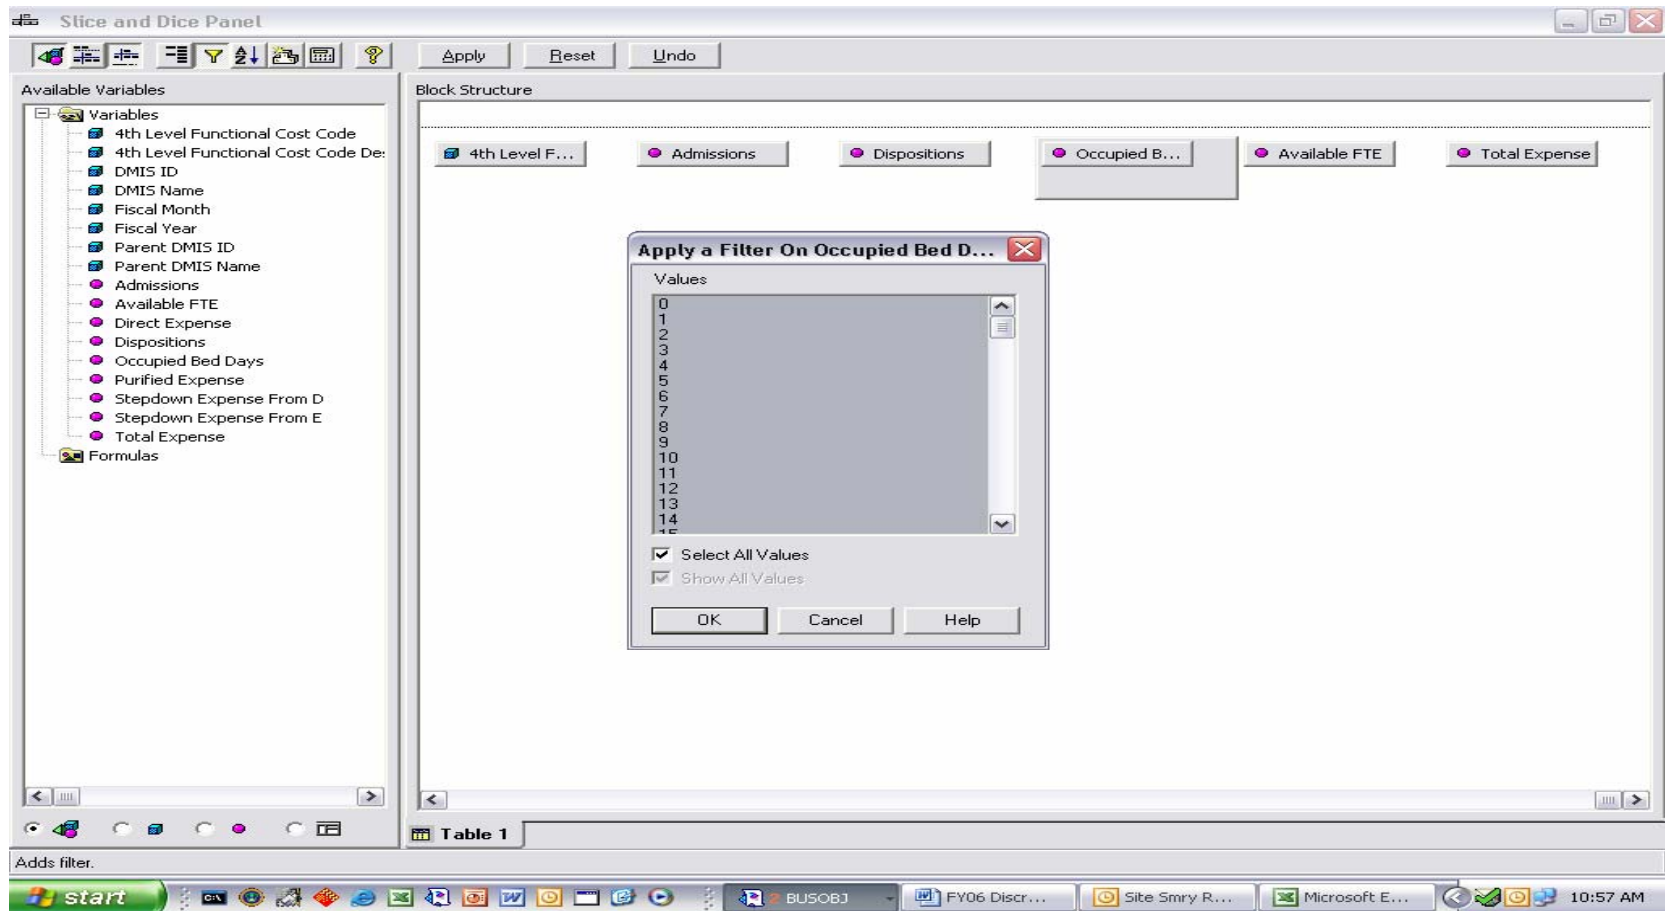 Slice and Dice Panel
Apply Reset Undo
Available Variables
Variables
4th Level Functional Cost Code
4th Level Functional Cost Code De:
DMIS ID
DMIS Name
Fiscal Month
Fiscal Year
Parent DMIS ID
Parent DMIS Name
Admissions
Available FTE
Direct Expense
Dispositions
Occupied Bed Days
Purified Expense
Stepdown Expense From D
Stepdown Expense From E
Total Expense
Formulas
Block Structure
4th Level F... Admissions Dispositions Occupied B... Available FTE Total Expense
Apply a Filter On Occupied Bed D...
Values
0
1
2
3
4
5
6
7
8
9
10
11
12
13
14
15
Select All Values
Show All Values
OK Cancel Help
Table 1
Adds filter.
start 2 BUSOBJ FY06 Discr... Site Smry R... Microsoft E... 10:57 AM